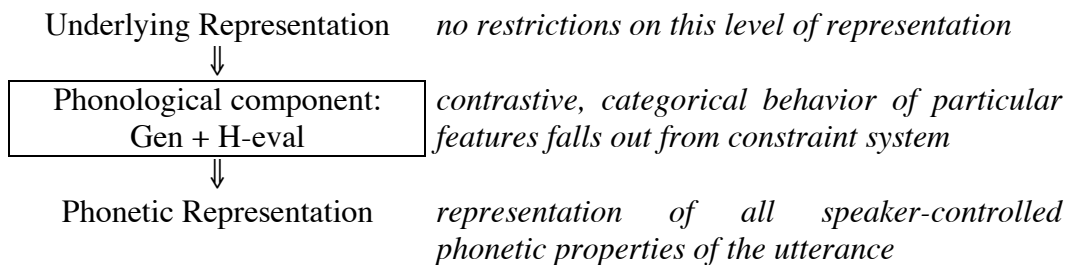 Underlying Representation no restrictions on this level of representation
⇓
Phonological component: contrastive, categorical behavior of particular
Gen + H-eval features falls out from constraint system
⇓
Phonetic Representation representation of all speaker-controlled
phonetic properties of the utterance